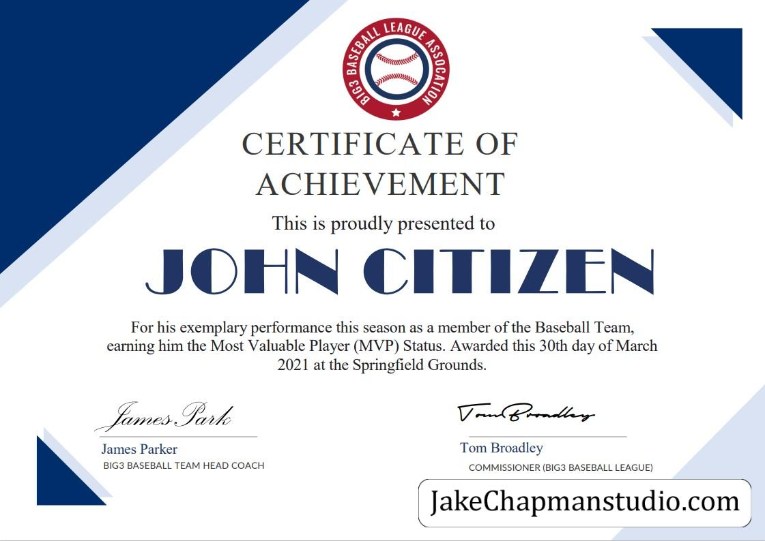 BIG3 BASEBALL LEAGUE ASSOCATION
CERTIFICATE OF
ACHIEVEMENT
This is proudly presented to
JOHN CITIZEN
For his exemplary performance this season as a member of the Baseball Team,
earning him the Most Valuable Player (MVP) Status. Awarded this 30th day of March
2021 at the Springfield Grounds.
James Park
James Parker
BIG3 BASEBALL TEAM HEAD COACH
Tom Broadley
Tom Broadley
COMMISSIONER (BIG3 BASEBALL LEAGUE)
JakeChapmanstudio.com